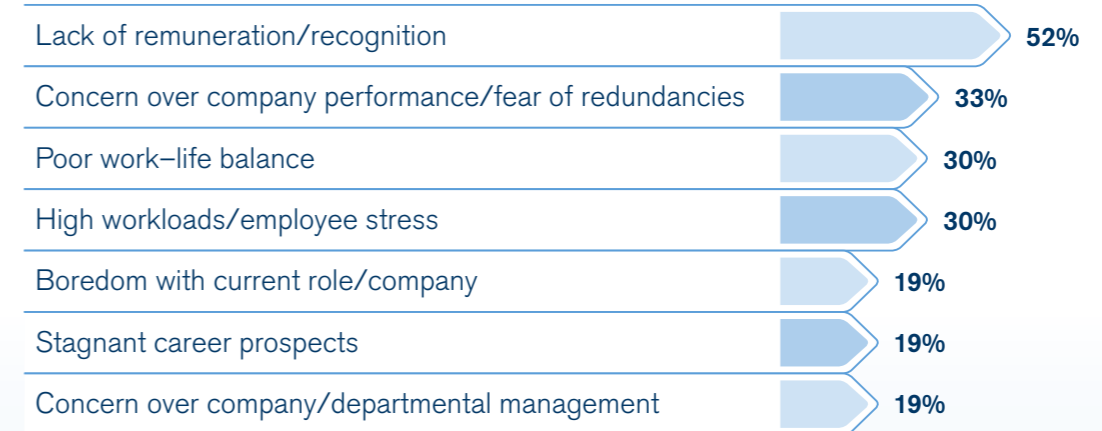 Lack of remuneration/recognition 52%
Concern over company performance/fear of redundancies 33%
Poor work–life balance 30%
High workloads/employee stress 30%
Boredom with current role/company 19%
Stagnant career prospects 19%
Concern over company/departmental management 19%